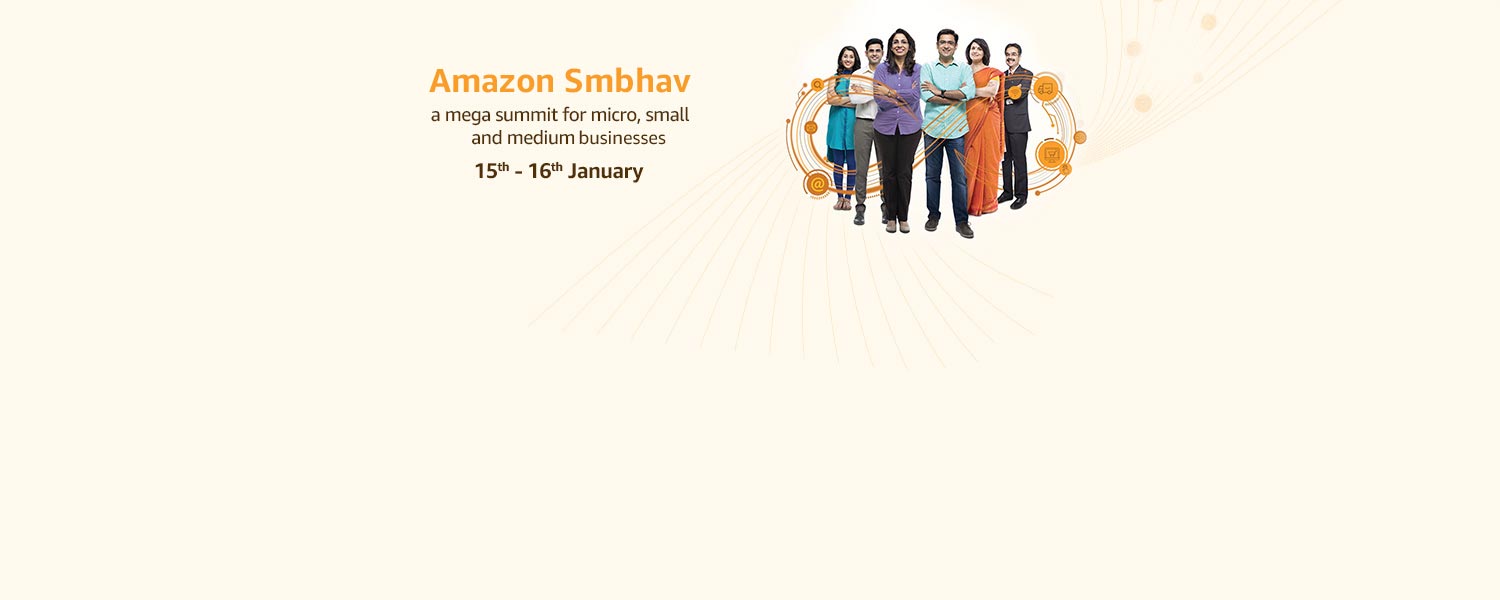 Amazon Smbhav
a mega summit for micro, small
and medium businesses
15th - 16th January
@